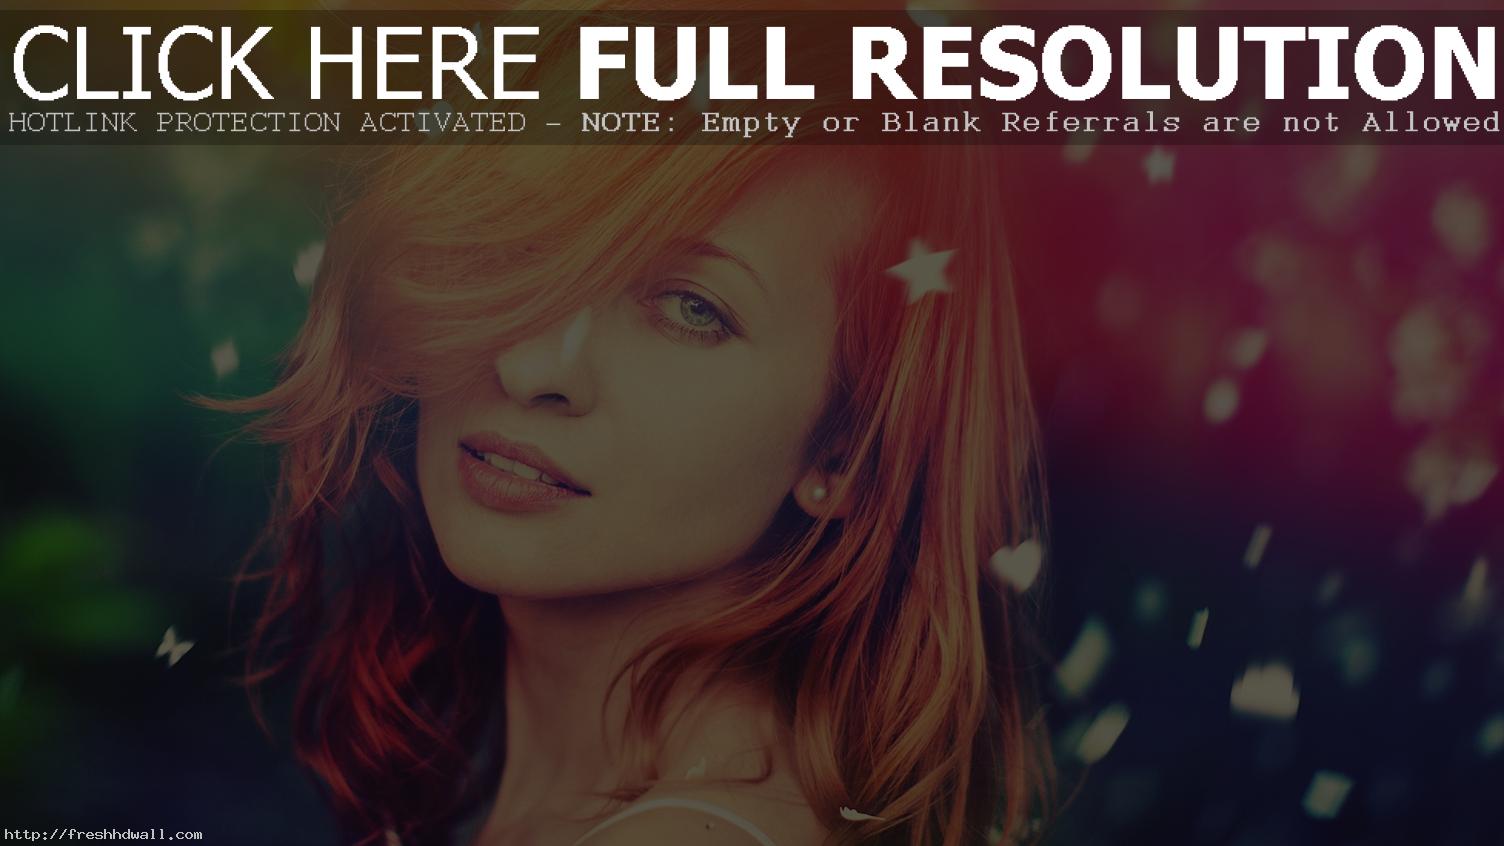 CLICK HERE FULL RESOLUTION
HOTLINK PROTECTION ACTIVATED - NOTE: Empty or Blank Referrals are not Allowed
http://freshhdwall.com